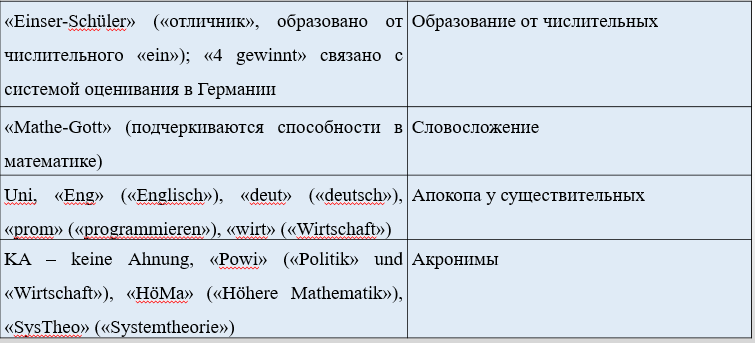 «Einser-Schüler» («отличник», образовано от
числительного «ein»); «4 gewinnt» связано с
системой оценивания в Германии
Образование от числительных
«Mathe-Gott» (подчеркиваются способности в
математике)
Словосложение
Uni, «Eng» («Englisch»), «deut» («deutsch»),
«prom» («programmieren»), «wirt» («Wirtschaft»)
Апокопа у существительных
KA – keine Ahnung, «Powi» («Politik» und
«Wirtschaft»), «HöMa» («Höhere Mathematik»),
«SysTheo» («Systemtheorie»)
Акронимы